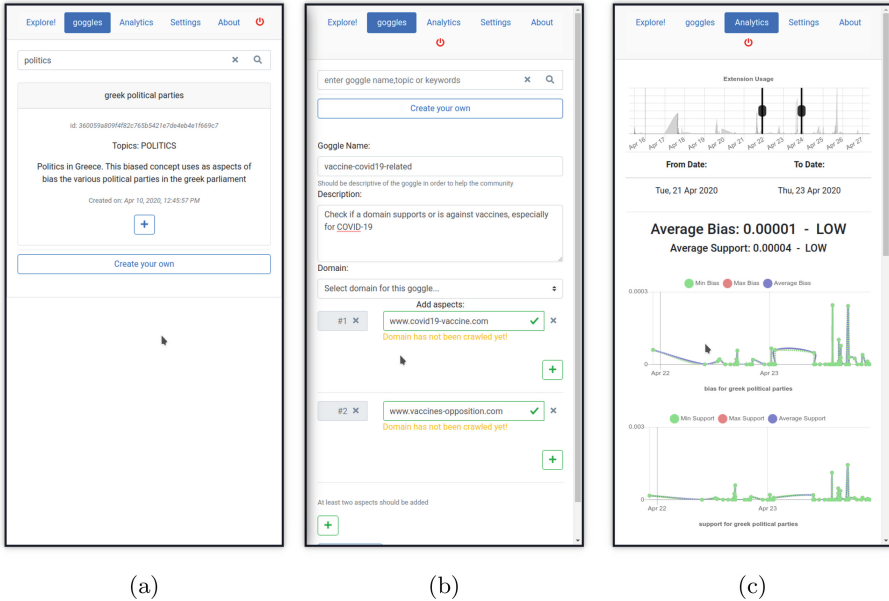 Explore! goggles Analytics Settings About
politics
greek political parties
id: 360059a809f4f82c765b5421e7de4eb4e1f669c7
Topics: POLITICS
Politics in Greece. This biased concept uses as aspects of
bias the various political parties in the greek parliament
Created on: Apr 10, 2020, 12:45:57 PM
+
Create your own
(a)
Explore! goggles Analytics Settings About
enter goggle name,topic or keywords
Create your own
Goggle Name:
vaccine-covid19-related
Should be descriptive of the goggle in order to help the community
Description:
Check if a domain supports or is against vaccines, especially
for COVID-19
Domain:
Select domain for this goggle...
Add aspects:
#1 × www.covid19-vaccine.com ×
Domain has not been crawled yet!
+
#2 × www.vaccines-opposition.com ×
Domain has not been crawled yet!
+
At least two aspects should be added
+
(b)
Explore! goggles Analytics Settings About
Extension Usage
Apr 16 Apr 17 Apr 18 Apr 19 Apr 20 Apr 21 Apr 22 Apr 23 Apr 24 Apr 25 Apr 26 Apr 27
From Date: To Date:
Tue, 21 Apr 2020 Thu, 23 Apr 2020
Average Bias: 0.00001 - LOW
Average Support: 0.00004 - LOW
Min Bias Max Bias Average Bias
0.0003
0
Apr 22 Apr 23
bias for greek political parties
Min Support Max Support Average Support
0.003
0
Apr 22 Apr 23
support for greek political parties
(c)